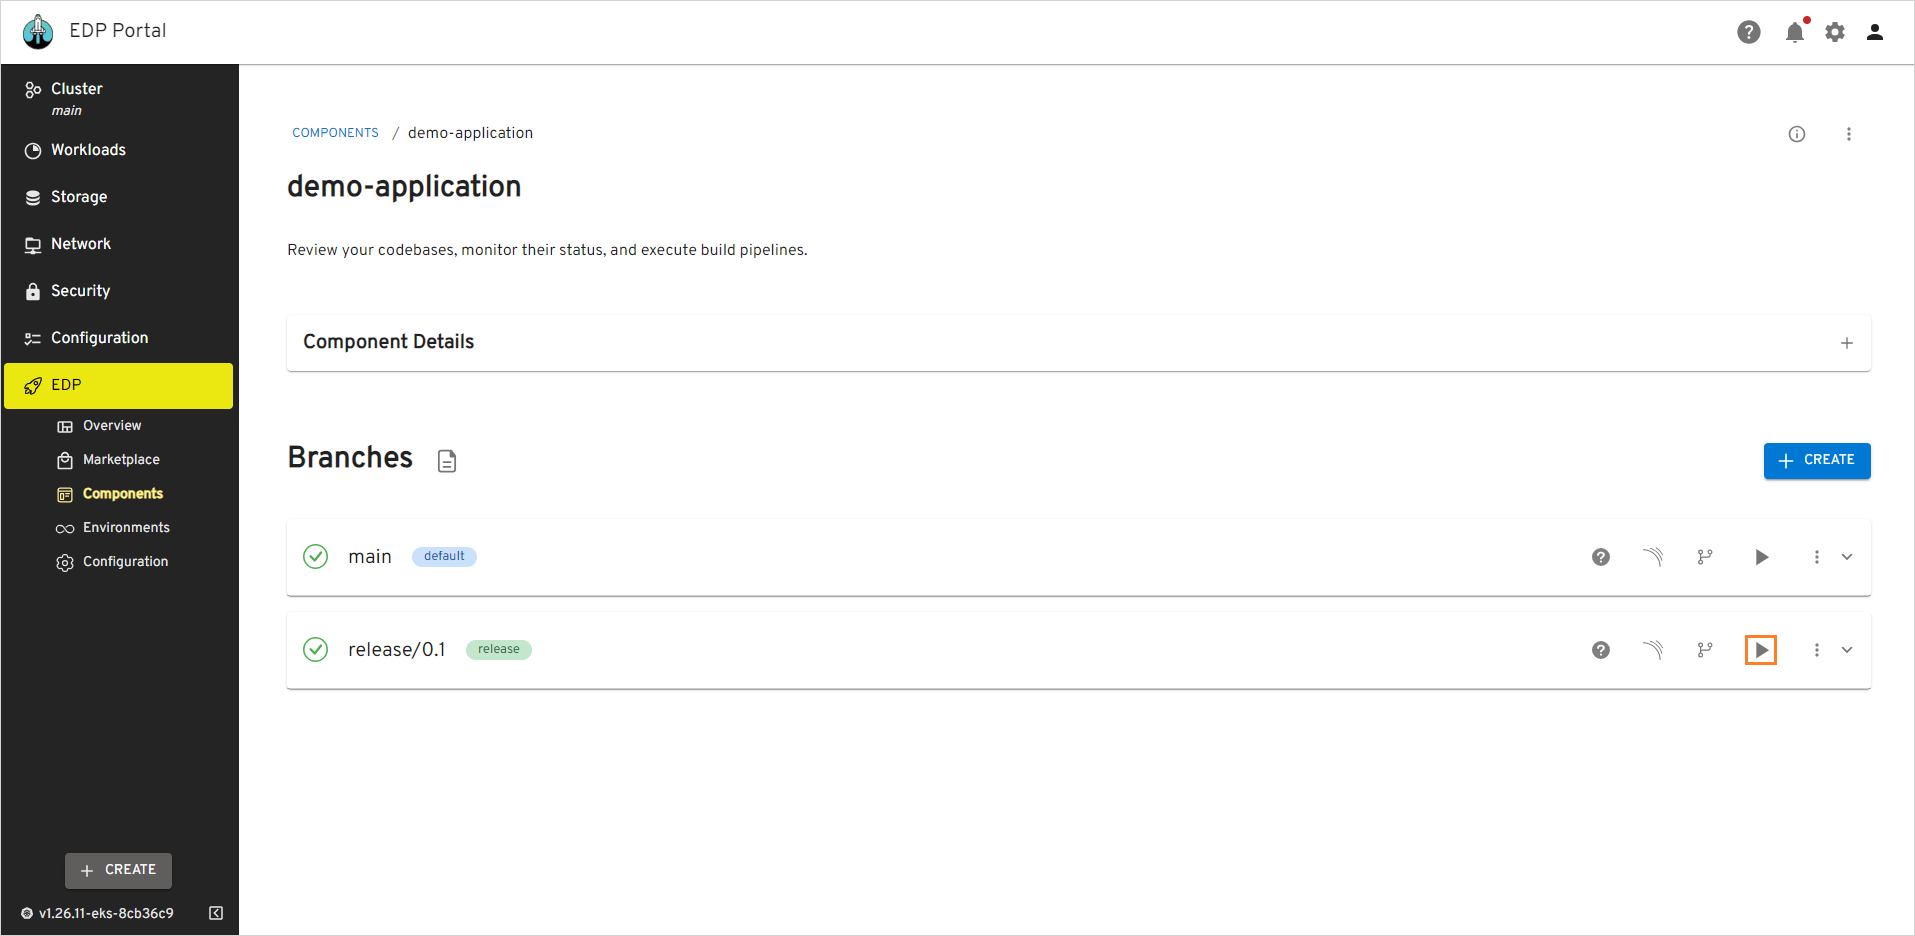 EDP Portal
Cluster
main
Workloads
Storage
Network
Security
Configuration
EDP
Overview
Marketplace
Components
Environments
Configuration
CREATE
v1.26.11-eks-8cb36c9
COMPONENTS / demo-application
demo-application
Review your codebases, monitor their status, and execute build pipelines.
Component Details
Branches
CREATE
main default
release/0.1 release